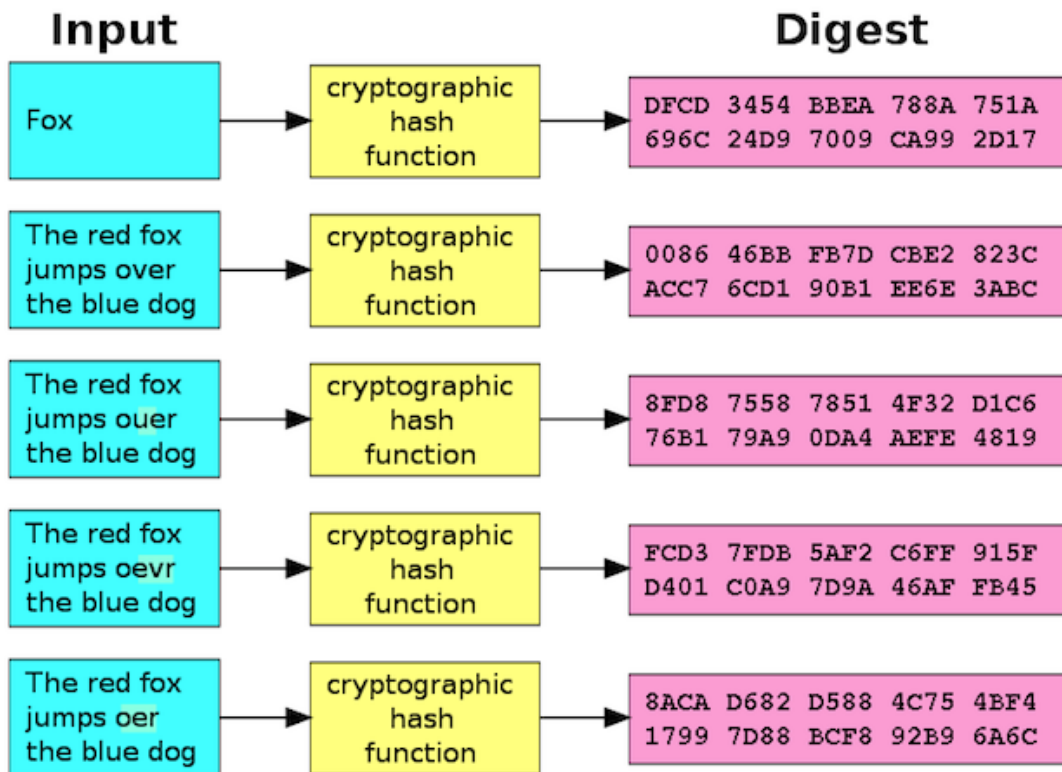 Input
Digest
Fox
cryptographic
hash
function
DFCD 3454 BBEA 788A 751A
696C 24D9 7009 CA99 2D17
The red fox
jumps over
the blue dog
cryptographic
hash
function
0086 46BB FB7D CBE2 823C
ACC7 6CD1 90B1 EE6E 3ABC
The red fox
jumps ouer
the blue dog
cryptographic
hash
function
8FD8 7558 7851 4F32 D1C6
76B1 79A9 0DA4 AEFE 4819
The red fox
jumps oevr
the blue dog
cryptographic
hash
function
FCD3 7FDB 5AF2 C6FF 915F
D401 C0A9 7D9A 46AF FB45
The red fox
jumps oer
the blue dog
cryptographic
hash
function
8ACA D682 D588 4C75 4BF4
1799 7D88 BCF8 92B9 6A6C